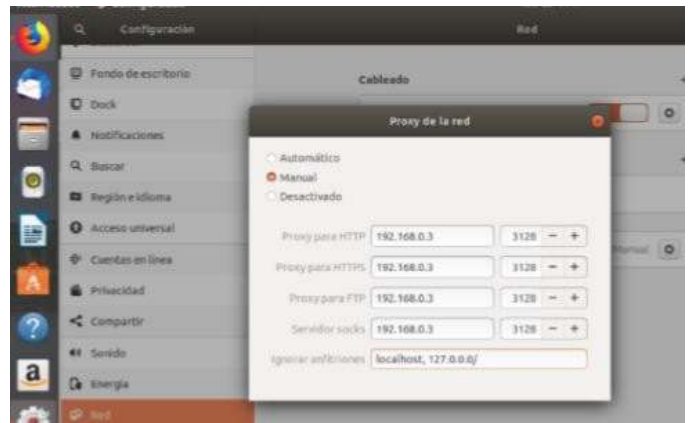 Configuración
Red
Fondo de escritorio
Dock
Notificaciones
Buscar
Región e idioma
Acceso universal
Cuentas en línea
Privacidad
Compartir
Sonido
Energía
Red
Cableado
Proxy de la red
Automático
Manual
Desactivado
Proxy para HTTP 192.168.0.3 3128 - +
Proxy para HTTPS 192.168.0.3 3128 - +
Proxy para FTP 192.168.0.3 3128 - +
Servidor socks 192.168.0.3 3128 - +
Ignorar anfitriones localhost, 127.0.0.0/
Manual